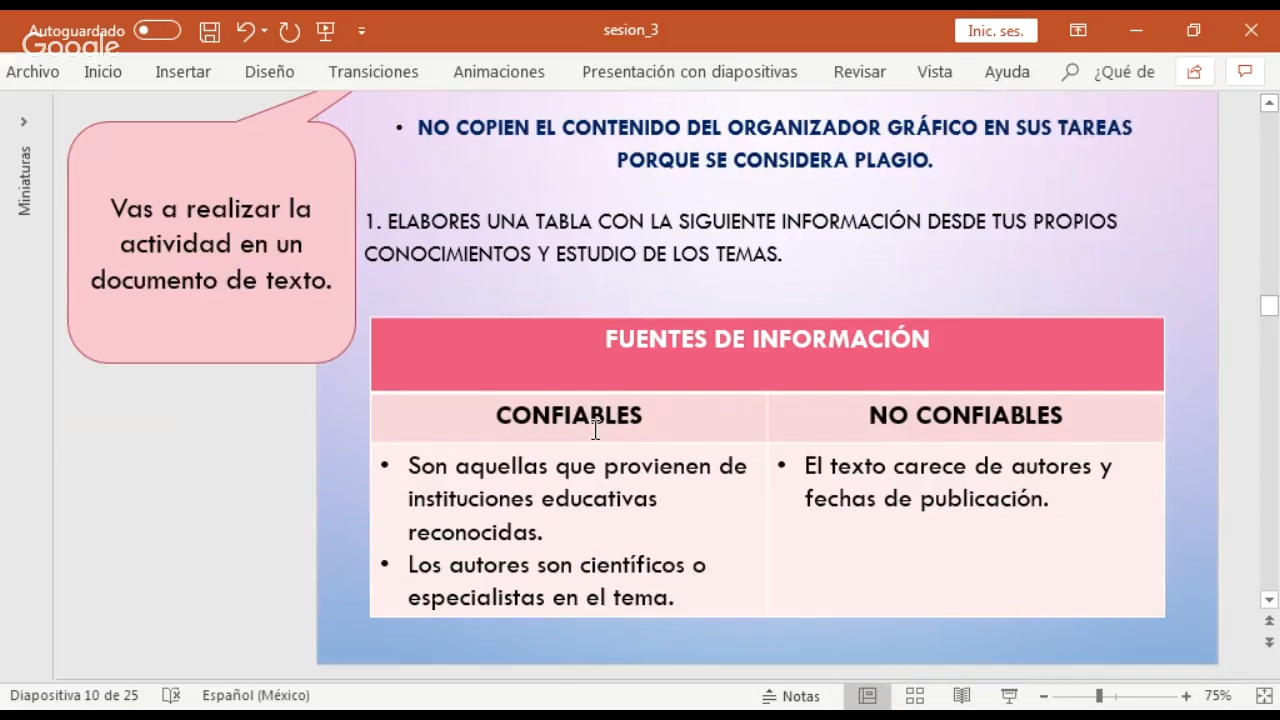 Autoguardado
sesion_3
Inic. ses.
Google
Archivo Inicio Insertar Diseño Transiciones Animaciones Presentación con diapositivas Revisar Vista Ayuda ¿Qué de
Miniaturas
Vas a realizar la
actividad en un
documento de texto.
• NO COPIEN EL CONTENIDO DEL ORGANIZADOR GRÁFICO EN SUS TAREAS
PORQUE SE CONSIDERA PLAGIO.
1. ELABORES UNA TABLA CON LA SIGUIENTE INFORMACIÓN DESDE TUS PROPIOS
CONOCIMIENTOS Y ESTUDIO DE LOS TEMAS.
FUENTES DE INFORMACIÓN
CONFIABLES
• Son aquellas que provienen de
instituciones educativas
reconocidas.
• Los autores son científicos o
especialistas en el tema.
NO CONFIABLES
• El texto carece de autores y
fechas de publicación.
Diapositiva 10 de 25 Español (México) Notas 75%